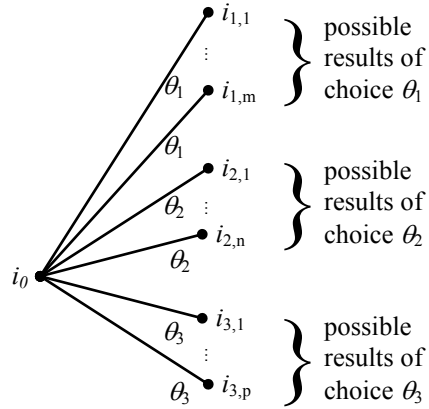 i₁,₁
possible
results of
choice θ₁
⋮
θ₁
i₁,ₘ
θ₁
i₂,₁
possible
results of
choice θ₂
θ₂
⋮
i₂,ₙ
θ₂
i₀
i₃,₁
possible
results of
choice θ₃
θ₃
⋮
i₃,ₚ
θ₃